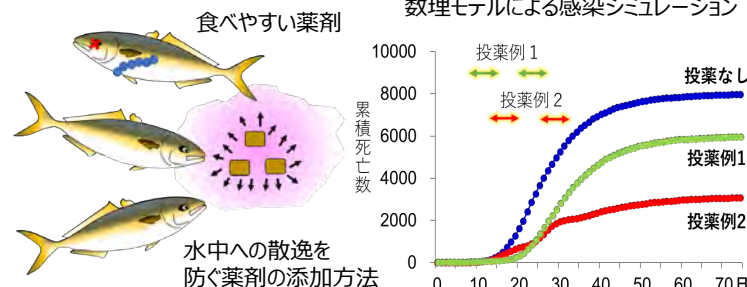 食べやすい薬剤
水中への散逸を
防ぐ薬剤の添加方法
数理モデルによる感染シミュレーション
累積死亡数
10000
8000
6000
4000
2000
0
投薬例 1
投薬例 2
投薬なし
投薬例1
投薬例2
0 10 20 30 40 50 60 70日